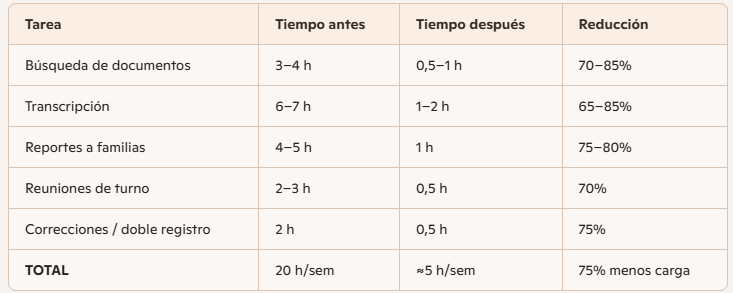 Tarea Tiempo antes Tiempo después Reducción
Búsqueda de documentos 3–4 h 0,5–1 h 70–85%
Transcripción 6–7 h 1–2 h 65–85%
Reportes a familias 4–5 h 1 h 75–80%
Reuniones de turno 2–3 h 0,5 h 70%
Correcciones / doble registro 2 h 0,5 h 75%
TOTAL 20 h/sem ≈5 h/sem 75% menos carga